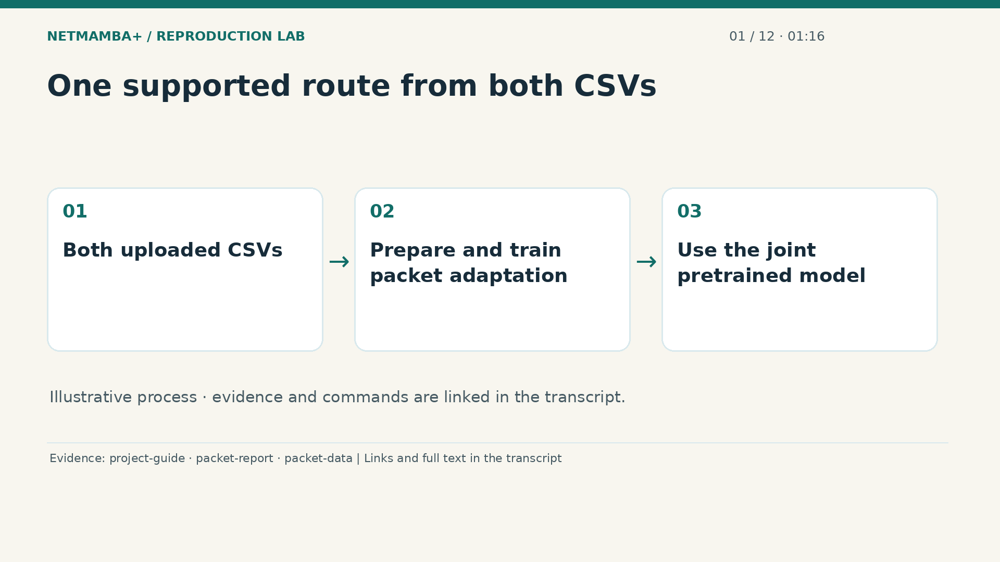 NETMAMBA+ / REPRODUCTION LAB
01 / 12 · 01:16
One supported route from both CSVs
01
Both uploaded CSVs
→
02
Prepare and train
packet adaptation
→
03
Use the joint
pretrained model
Illustrative process · evidence and commands are linked in the transcript.
Evidence: project-guide · packet-report · packet-data | Links and full text in the transcript